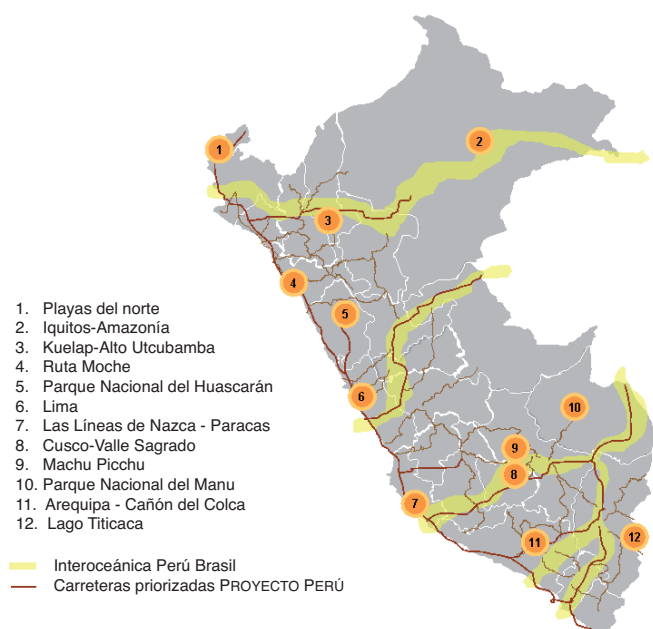 1
2
3
4
5
6
10
9
8
7
11
12
1. Playas del norte
2. Iquitos-Amazonía
3. Kuelap-Alto Utcubamba
4. Ruta Moche
5. Parque Nacional del Huascarán
6. Lima
7. Las Líneas de Nazca - Paracas
8. Cusco-Valle Sagrado
9. Machu Picchu
10. Parque Nacional del Manu
11. Arequipa - Cañón del Colca
12. Lago Titicaca
Interoceánica Perú Brasil
Carreteras priorizadas PROYECTO PERÚ